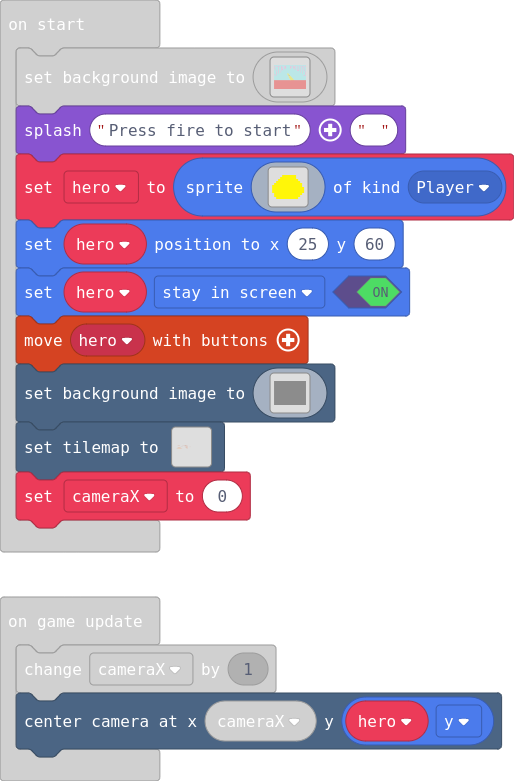 on start
set background image to
splash "Press fire to start" " "
set hero to sprite of kind Player
set hero position to x 25 y 60
set hero stay in screen ON
move hero with buttons
set background image to
set tilemap to
set cameraX to 0
on game update
change cameraX by 1
center camera at x cameraX y hero y